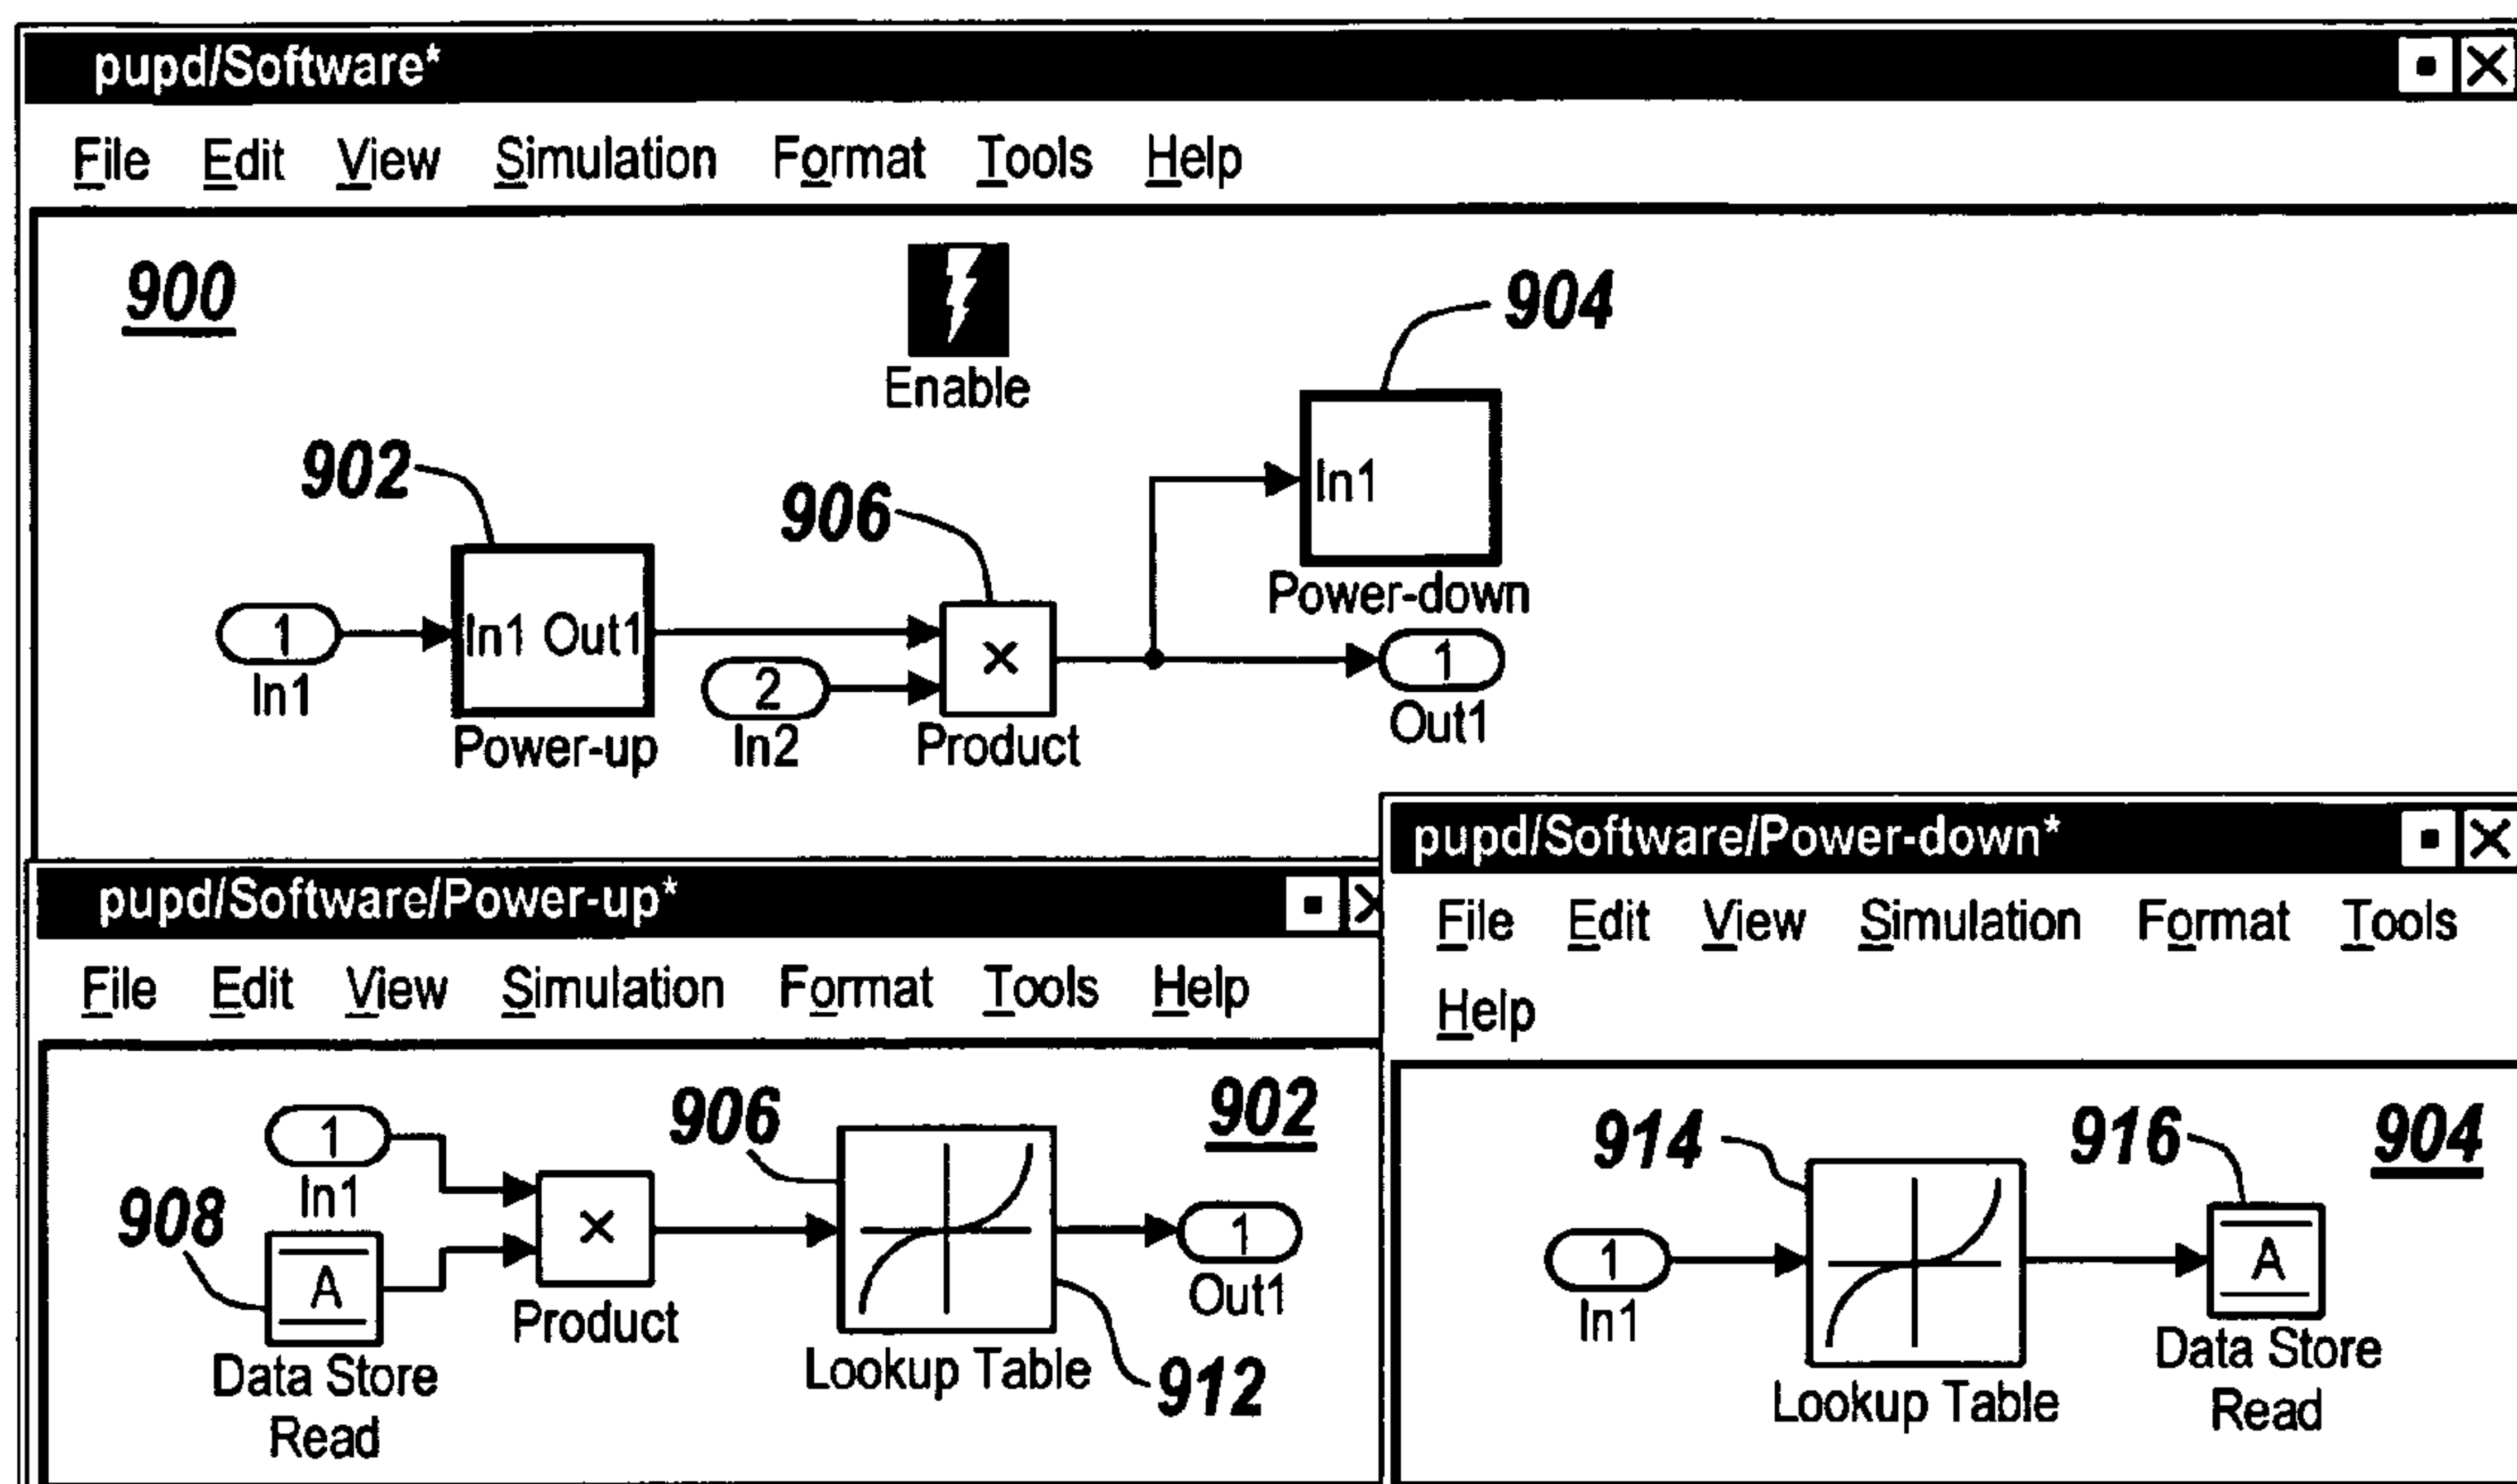 pupd/Software*
File Edit View Simulation Format Tools Help
900
Enable
904
902
906
In1
Power-down
1
In1 Out1
In1
Power-up
2
In2
×
Product
1
Out1
pupd/Software/Power-up*
File Edit View Simulation Format Tools Help
906
902
1
In1
908
A
Data Store
Read
×
Product
Lookup Table
912
1
Out1
pupd/Software/Power-down*
File Edit View Simulation Format Tools
Help
914
916
904
1
In1
Lookup Table
A
Data Store
Read